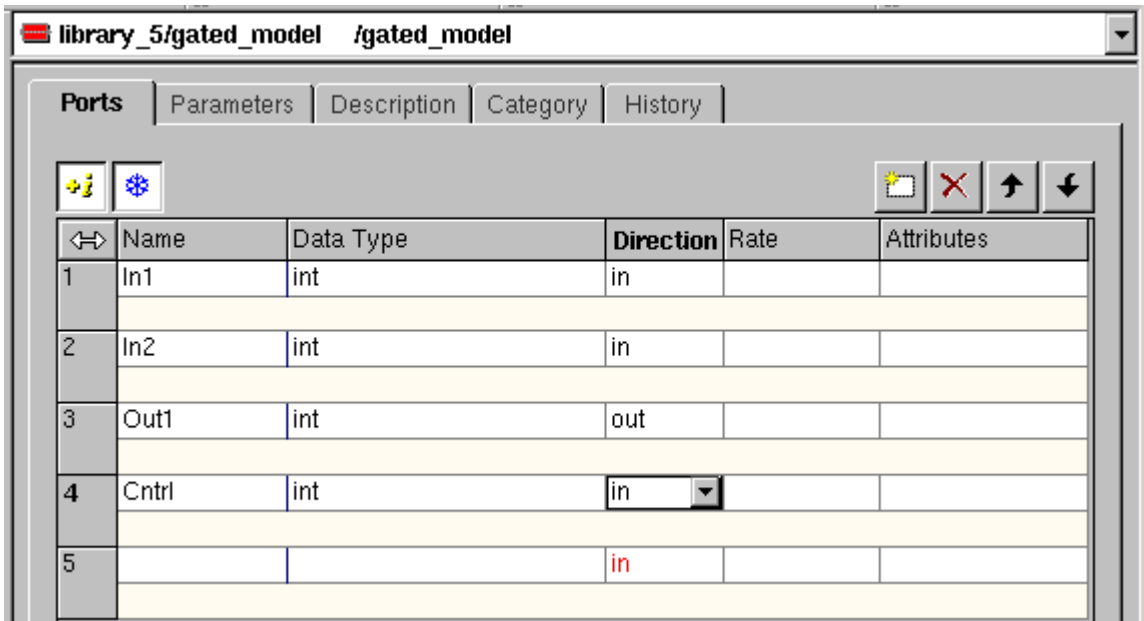 library_5/gated_model /gated_model
Ports Parameters Description Category History
+i
Name Data Type Direction Rate Attributes
1 In1 int in
2 In2 int in
3 Out1 int out
4 Cntrl int in
5 in